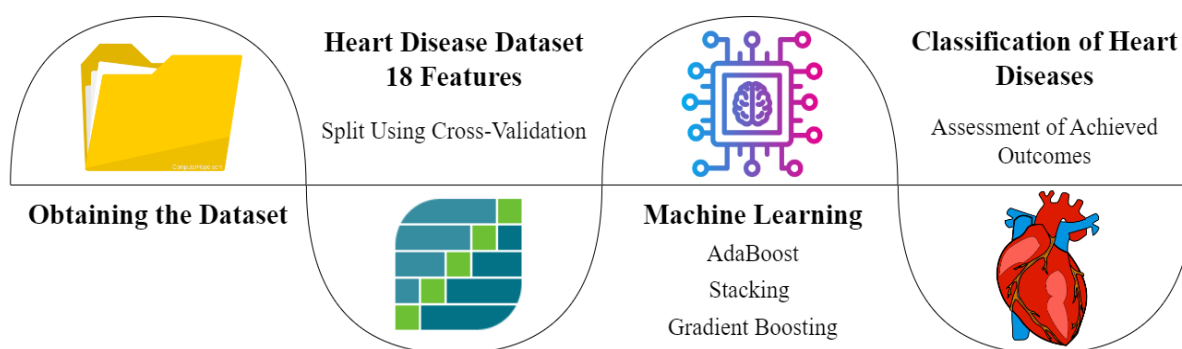 Obtaining the Dataset
Heart Disease Dataset
18 Features
Split Using Cross-Validation
Machine Learning
AdaBoost
Stacking
Gradient Boosting
Classification of Heart
Diseases
Assessment of Achieved
Outcomes